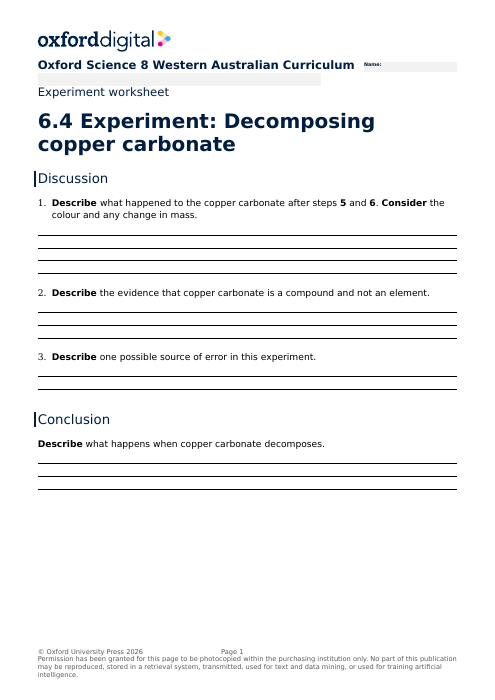 oxforddigital
Oxford Science 8 Western Australian Curriculum Name:
Experiment worksheet
6.4 Experiment: Decomposing
copper carbonate
Discussion
1. Describe what happened to the copper carbonate after steps 5 and 6. Consider the
colour and any change in mass.
2. Describe the evidence that copper carbonate is a compound and not an element.
3. Describe one possible source of error in this experiment.
Conclusion
Describe what happens when copper carbonate decomposes.
© Oxford University Press 2026 Page 1
Permission has been granted for this page to be photocopied within the purchasing institution only. No part of this publication
may be reproduced, stored in a retrieval system, transmitted, used for text and data mining, or used for training artificial
intelligence.